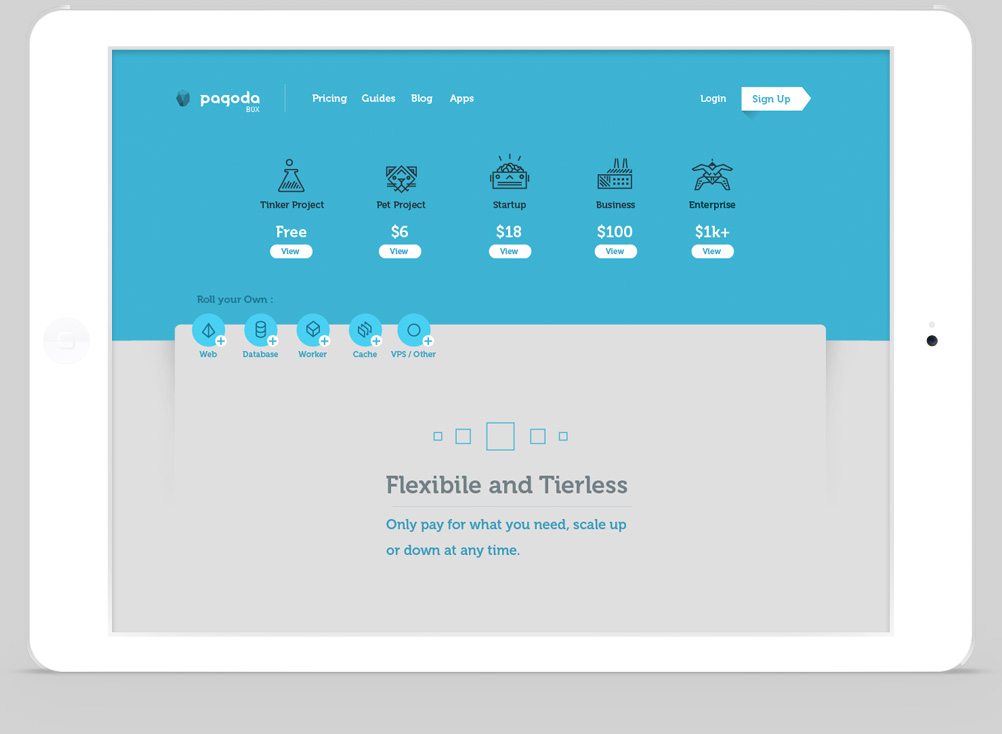 pagoda
BOX
Pricing Guides Blog Apps
Login Sign Up
Tinker Project Pet Project Startup Business Enterprise
Free $6 $18 $100 $1k+
View View View View View
Roll your Own :
Web Database Worker Cache VPS / Other
Flexibile and Tierless
Only pay for what you need, scale up
or down at any time.